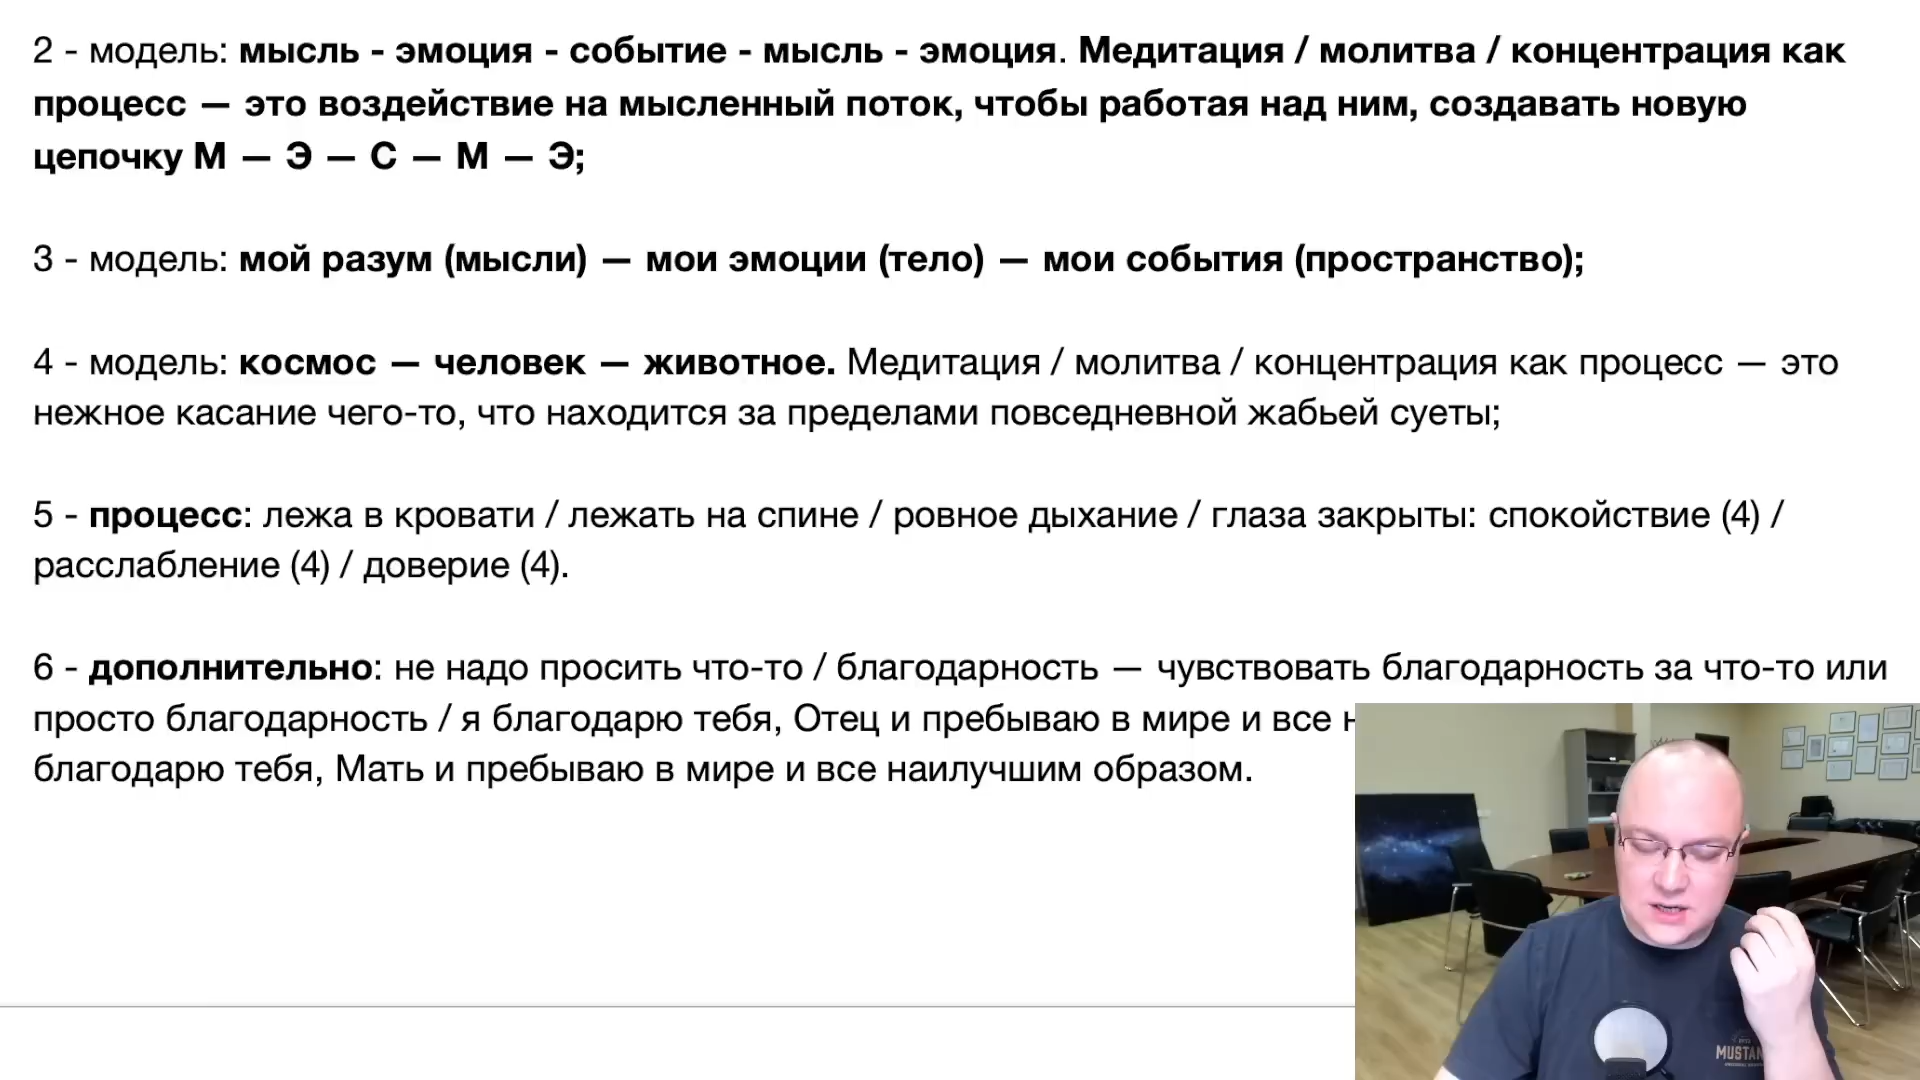 2 - модель: мысль - эмоция - событие - мысль - эмоция. Медитация / молитва / концентрация как
процесс — это воздействие на мысленный поток, чтобы работая над ним, создавать новую
цепочку М — Э — С — М — Э;
3 - модель: мой разум (мысли) — мои эмоции (тело) — мои события (пространство);
4 - модель: космос — человек — животное. Медитация / молитва / концентрация как процесс — это
нежное касание чего-то, что находится за пределами повседневной жабьей суеты;
5 - процесс: лежа в кровати / лежать на спине / ровное дыхание / глаза закрыты: спокойствие (4) /
расслабление (4) / доверие (4).
6 - дополнительно: не надо просить что-то / благодарность — чувствовать благодарность за что-то или
просто благодарность / я благодарю тебя, Отец и пребываю в мире и все
благодарю тебя, Мать и пребываю в мире и все наилучшим образом.
MUSTAN